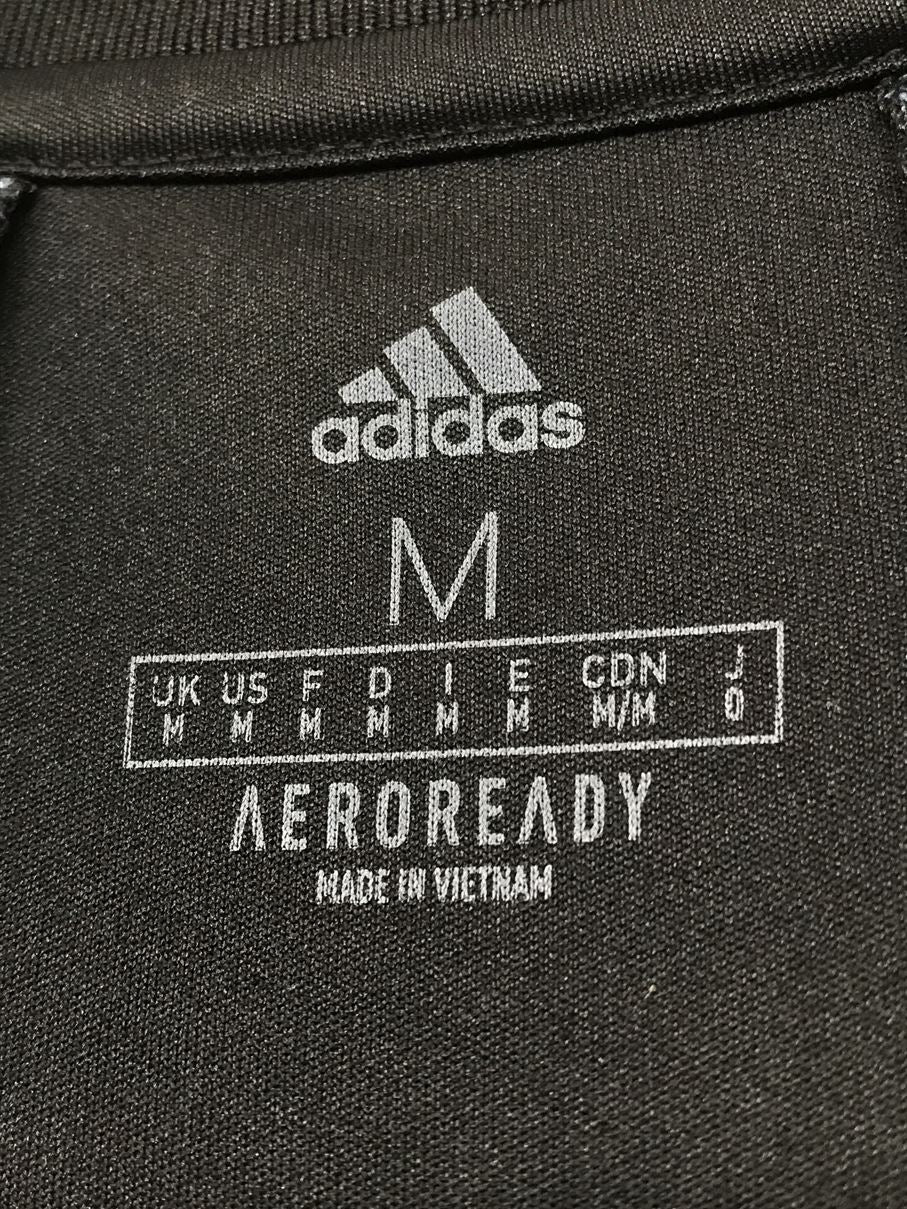 adidas
M
UK US F D I E CDN J
M M M M M M M/M O
AEROREADY
MADE IN VIETNAM